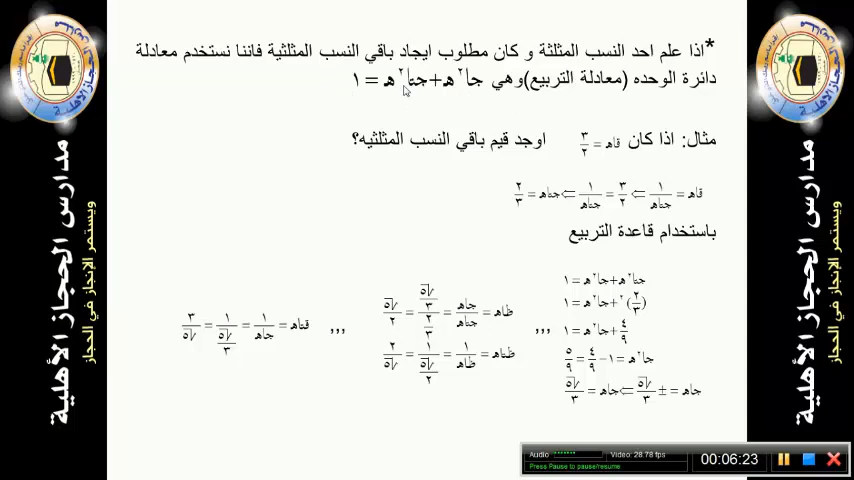 *اذا علم احد النسب المثلثة و كان مطلوب ايجاد باقي النسب المثلثية فاننا نستخدم معادلة
دائرة الوحده (معادلة التربيع)وهي جا٢هـ+جتا٢هـ = ١
مثال: اذا كان قاهـ = ٣/٢ اوجد قيم باقي النسب المثلثيه؟
قاهـ = ١/جتاهـ ⇐ ٣/٢ = ١/جتاهـ ⇐ جتاهـ = ٢/٣
باستخدام قاعدة التربيع
جتا٢هـ+جا٢هـ = ١
(٢/٣)٢+جا٢هـ = ١
٤/٩+جا٢هـ = ١
جا٢هـ = ١−٤/٩ = ٥/٩
جاهـ = ± √٥/٣ ⇐ جاهـ = √٥/٣
,,,
ظاهـ = جاهـ/جتاهـ = (√٥/٣)/(٢/٣) = √٥/٢
ظتاهـ = ١/ظاهـ = ١/(√٥/٢) = ٢/√٥
,,,
قتاهـ = ١/جاهـ = ١/(√٥/٣) = ٣/√٥
مدارس الحجاز الأهلية
ويستمر الإنجاز في الحجاز
مدارس الحجاز الأهلية
ويستمر الإنجاز في الحجاز
Audio
Video: 28.78 fps
Press Pause to pause/resume
00:06:23